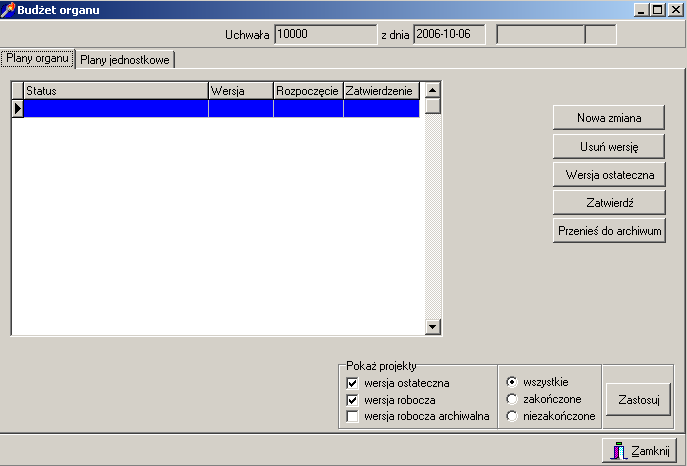 Budżet organu
Uchwała 10000 z dnia 2006-10-06
Plany organu Plany jednostkowe
Status Wersja Rozpoczęcie Zatwierdzenie
Nowa zmiana
Usuń wersję
Wersja ostateczna
Zatwierdź
Przenieś do archiwum
Pokaż projekty
wersja ostateczna wszystkie
wersja robocza zakończone Zastosuj
wersja robocza archiwalna niezakończone
Zamknij